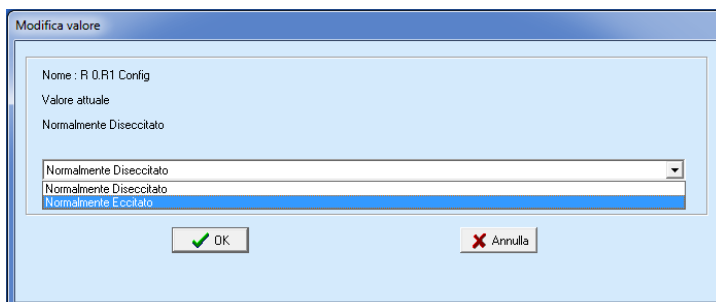 Modifica valore
Nome : R 0.R1 Config
Valore attuale
Normalmente Diseccitato
Normalmente Diseccitato
Normalmente Diseccitato
Normalmente Eccitato
OK
Annulla